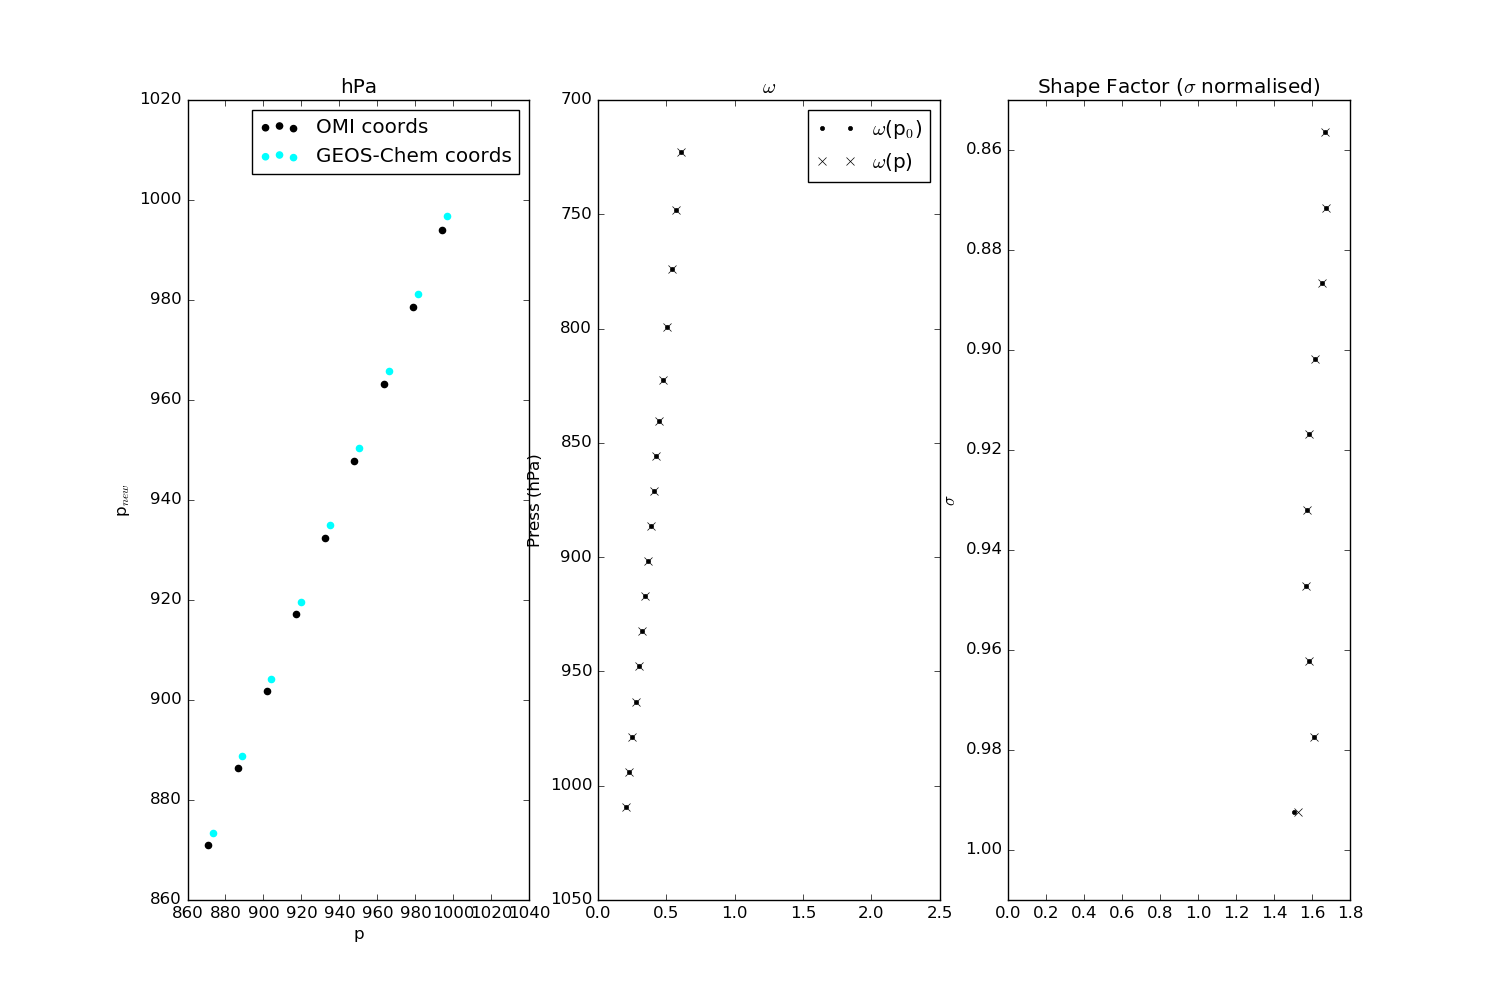 hPa
1020
1000
980
960
940
920
900
880
860
860 880 900 920 940 960 980 1000 1020 1040
p
p_new
OMI coords
GEOS-Chem coords
ω
700
750
800
850
900
950
1000
1050
0.0 0.5 1.0 1.5 2.0 2.5
Press (hPa)
ω(p₀)
ω(p)
Shape Factor (σ normalised)
0.86
0.88
0.90
0.92
0.94
0.96
0.98
1.00
0.0 0.2 0.4 0.6 0.8 1.0 1.2 1.4 1.6 1.8
σ